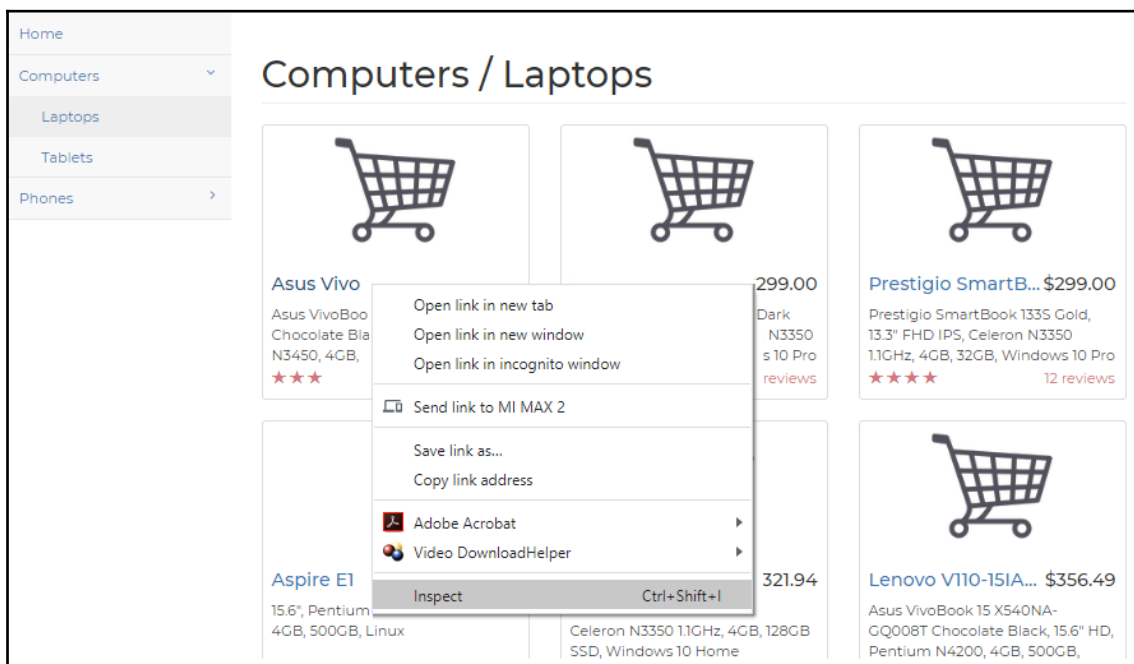 Home
Computers
Laptops
Tablets
Phones
Computers / Laptops
Asus Vivo
Asus VivoBoo
Chocolate Bla
N3450, 4GB,
299.00
Dark
N3350
s 10 Pro
reviews
Prestigio SmartB... $299.00
Prestigio SmartBook 133S Gold,
13.3" FHD IPS, Celeron N3350
1.1GHz, 4GB, 32GB, Windows 10 Pro
12 reviews
Open link in new tab
Open link in new window
Open link in incognito window
Send link to MI MAX 2
Save link as...
Copy link address
Adobe Acrobat
Video DownloadHelper
Inspect Ctrl+Shift+I
Aspire E1
15.6", Pentium
4GB, 500GB, Linux
321.94
Celeron N3350 1.1GHz, 4GB, 128GB
SSD, Windows 10 Home
Lenovo V110-15IA... $356.49
Asus VivoBook 15 X540NA-
GQ008T Chocolate Black, 15.6" HD,
Pentium N4200, 4GB, 500GB,